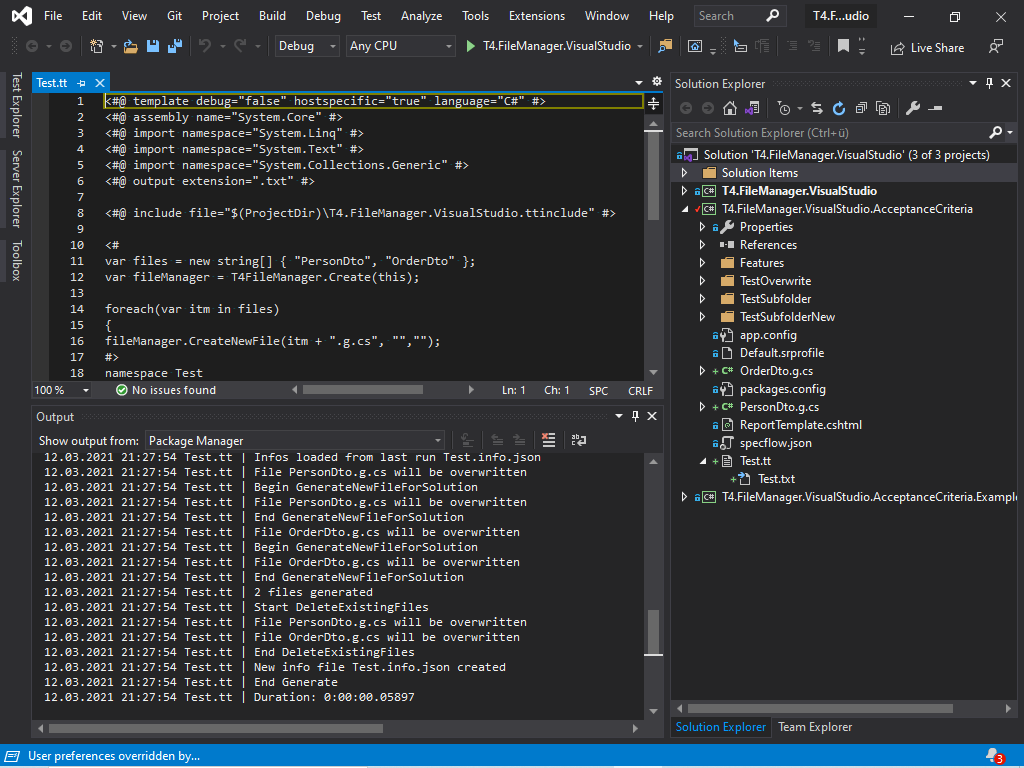 File Edit View Git Project Build Debug Test Analyze Tools Extensions Window Help Search T4.F...udio
Debug Any CPU T4.FileManager.VisualStudio Live Share
Test Explorer
Server Explorer
Toolbox
Test.tt
1 <#@ template debug="false" hostspecific="true" language="C#" #>
2 <#@ assembly name="System.Core" #>
3 <#@ import namespace="System.Linq" #>
4 <#@ import namespace="System.Text" #>
5 <#@ import namespace="System.Collections.Generic" #>
6 <#@ output extension=".txt" #>
7
8 <#@ include file="$(ProjectDir)\T4.FileManager.VisualStudio.ttinclude" #>
9
10 <#
11 var files = new string[] { "PersonDto", "OrderDto" };
12 var fileManager = T4FileManager.Create(this);
13
14 foreach(var itm in files)
15 {
16 fileManager.CreateNewFile(itm + ".g.cs", "","");
17 #>
18 namespace Test
100 % No issues found Ln: 1 Ch: 1 SPC CRLF
Output
Show output from: Package Manager
12.03.2021 21:27:54 Test.tt | Infos loaded from last run Test.info.json
12.03.2021 21:27:54 Test.tt | File PersonDto.g.cs will be overwritten
12.03.2021 21:27:54 Test.tt | Begin GenerateNewFileForSolution
12.03.2021 21:27:54 Test.tt | File PersonDto.g.cs will be overwritten
12.03.2021 21:27:54 Test.tt | End GenerateNewFileForSolution
12.03.2021 21:27:54 Test.tt | File OrderDto.g.cs will be overwritten
12.03.2021 21:27:54 Test.tt | Begin GenerateNewFileForSolution
12.03.2021 21:27:54 Test.tt | File OrderDto.g.cs will be overwritten
12.03.2021 21:27:54 Test.tt | End GenerateNewFileForSolution
12.03.2021 21:27:54 Test.tt | 2 files generated
12.03.2021 21:27:54 Test.tt | Start DeleteExistingFiles
12.03.2021 21:27:54 Test.tt | File PersonDto.g.cs will be overwritten
12.03.2021 21:27:54 Test.tt | File OrderDto.g.cs will be overwritten
12.03.2021 21:27:54 Test.tt | End DeleteExistingFiles
12.03.2021 21:27:54 Test.tt | New info file Test.info.json created
12.03.2021 21:27:54 Test.tt | End Generate
12.03.2021 21:27:54 Test.tt | Duration: 0:00:00.05897
Solution Explorer
Search Solution Explorer (Ctrl+ü)
Solution 'T4.FileManager.VisualStudio' (3 of 3 projects)
Solution Items
C# T4.FileManager.VisualStudio
C# T4.FileManager.VisualStudio.AcceptanceCriteria
Properties
References
Features
TestOverwrite
TestSubfolder
TestSubfolderNew
app.config
Default.srprofile
+ C# OrderDto.g.cs
packages.config
+ C# PersonDto.g.cs
ReportTemplate.cshtml
specflow.json
+ Test.tt
+ Test.txt
C# T4.FileManager.VisualStudio.AcceptanceCriteria.Example
Solution Explorer Team Explorer
User preferences overridden by... 3